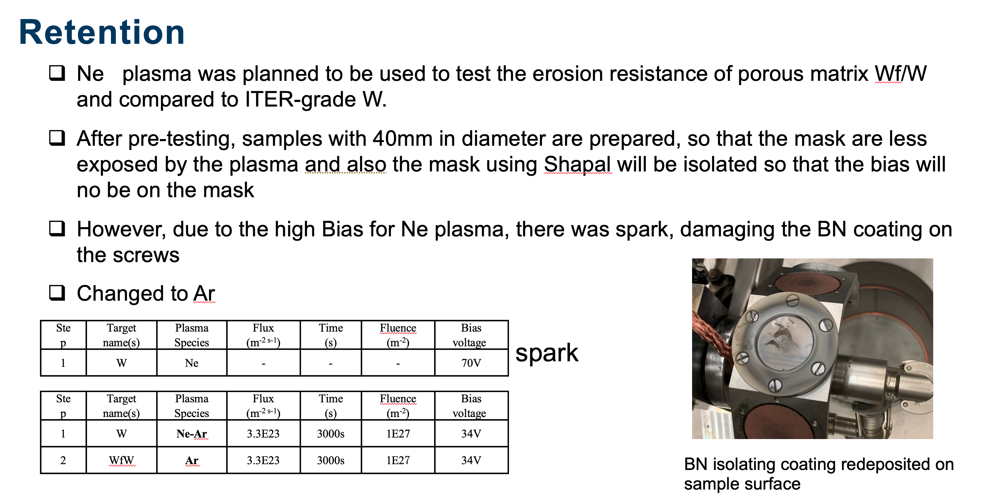 Retention
❑ Ne   plasma was planned to be used to test the erosion resistance of porous matrix Wf/W
and compared to ITER-grade W.
❑ After pre-testing, samples with 40mm in diameter are prepared, so that the mask are less
exposed by the plasma and also the mask using Shapal will be isolated so that the bias will
no be on the mask
❑ However, due to the high Bias for Ne plasma, there was spark, damaging the BN coating on
the screws
❑ Changed to Ar
Step Target name(s) Plasma Species Flux (m-2 s-1) Time (s) Fluence (m-2) Bias voltage
1 W Ne - - - 70V
spark
Step Target name(s) Plasma Species Flux (m-2 s-1) Time (s) Fluence (m-2) Bias voltage
1 W Ne-Ar 3.3E23 3000s 1E27 34V
2 WfW Ar 3.3E23 3000s 1E27 34V
BN isolating coating redeposited on
sample surface